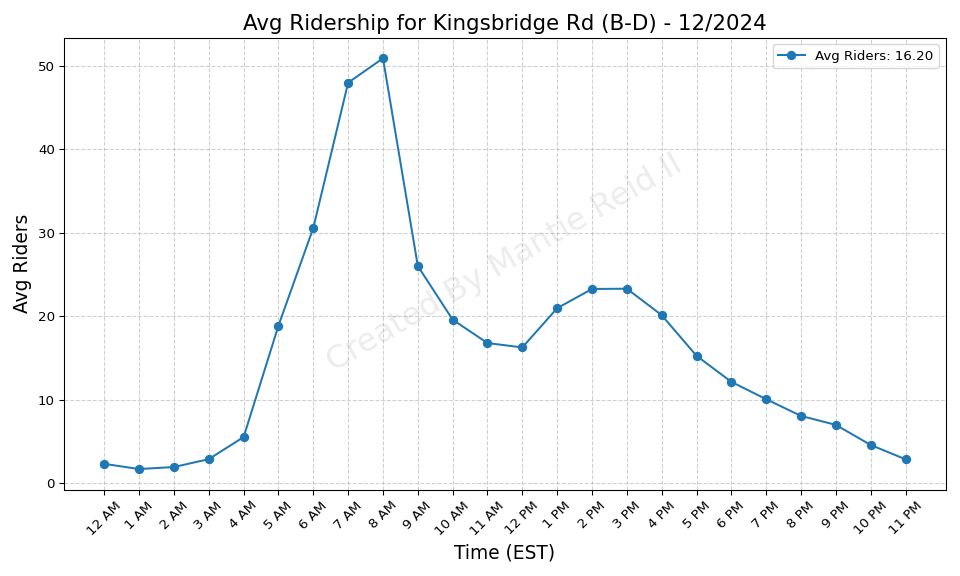 Avg Ridership for Kingsbridge Rd (B-D) - 12/2024
Avg Riders: 16.20
Avg Riders
50
40
30
20
10
0
Created By Mantle Reid II
12 AM
1 AM
2 AM
3 AM
4 AM
5 AM
6 AM
7 AM
8 AM
9 AM
10 AM
11 AM
12 PM
1 PM
2 PM
3 PM
4 PM
5 PM
6 PM
7 PM
8 PM
9 PM
10 PM
11 PM
Time (EST)